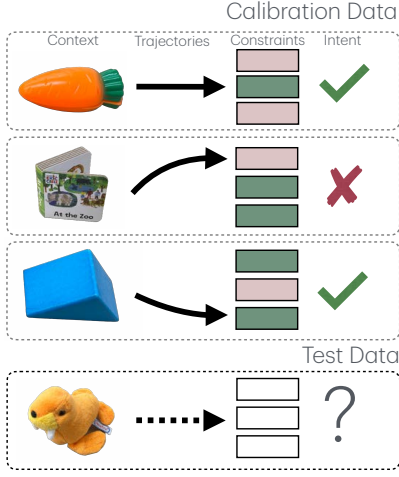 Calibration Data
Context Trajectories Constraints Intent
At the Zoo
Test Data
?